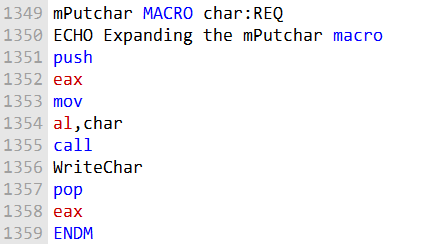 1349 mPutchar MACRO char:REQ
1350 ECHO Expanding the mPutchar macro
1351 push
1352 eax
1353 mov
1354 al,char
1355 call
1356 WriteChar
1357 pop
1358 eax
1359 ENDM